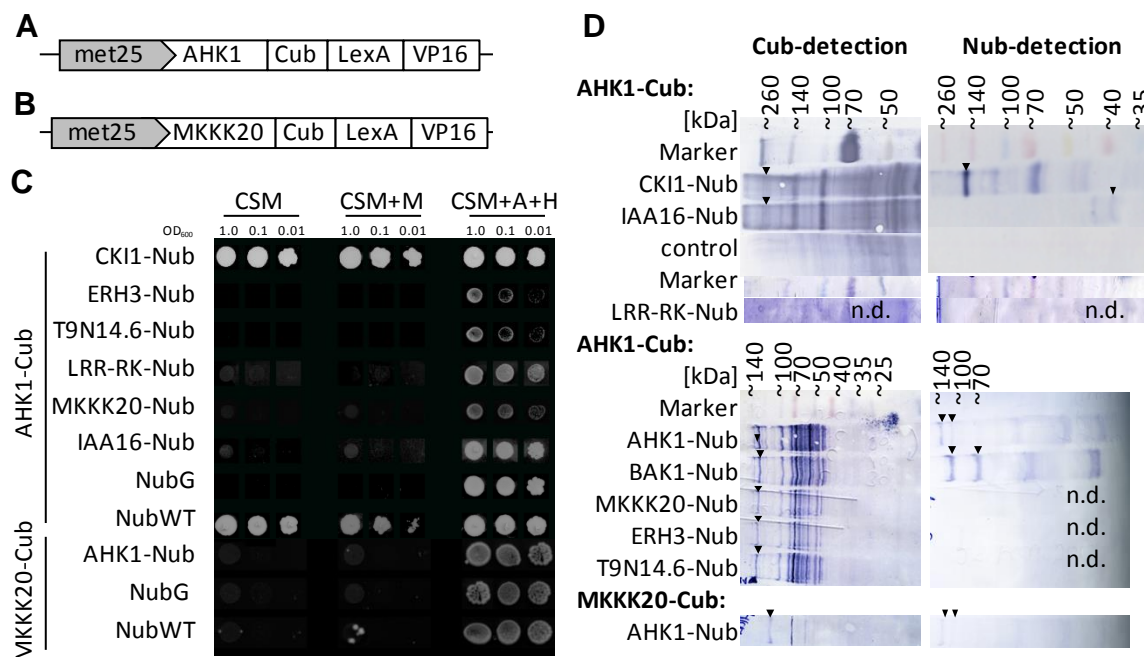 A
met25 AHK1 Cub LexA VP16
B
met25 MKKK20 Cub LexA VP16
C
CSM CSM+M CSM+A+H
OD600 1.0 0.1 0.01 1.0 0.1 0.01 1.0 0.1 0.01
AHK1-Cub
CKI1-Nub
ERH3-Nub
T9N14.6-Nub
LRR-RK-Nub
MKKK20-Nub
IAA16-Nub
NubG
NubWT
MKKK20-Cub
AHK1-Nub
NubG
NubWT
D
Cub-detection Nub-detection
AHK1-Cub:
[kDa] ~260 ~140 ~100 ~70 ~50 ~260 ~140 ~100 ~70 ~50 ~40 ~35
Marker
CKI1-Nub
IAA16-Nub
control
Marker
LRR-RK-Nub n.d. n.d.
AHK1-Cub:
[kDa] ~140 ~100 ~70 ~50 ~40 ~35 ~25 ~140 ~100 ~70
Marker
AHK1-Nub
BAK1-Nub
MKKK20-Nub n.d.
ERH3-Nub n.d.
T9N14.6-Nub n.d.
MKKK20-Cub:
AHK1-Nub